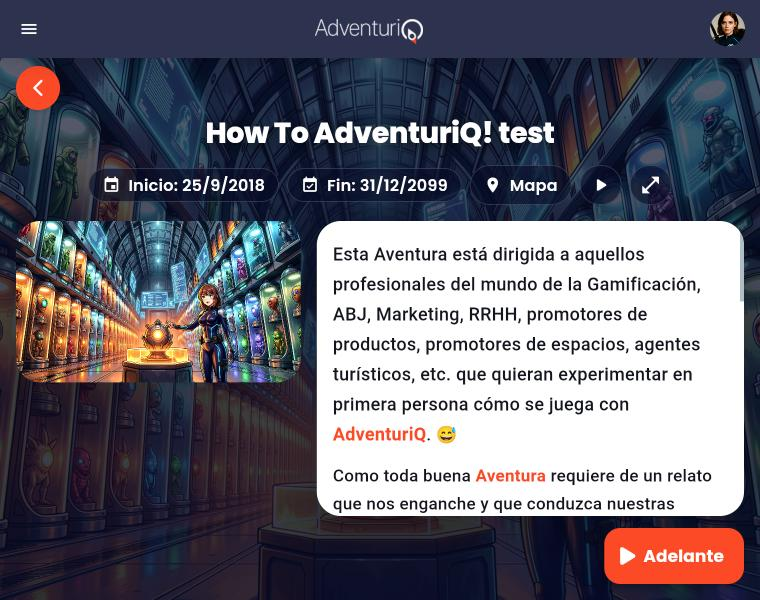 AdventuriQ
How To AdventuriQ! test
Inicio: 25/9/2018
Fin: 31/12/2099
Mapa
Esta Aventura está dirigida a aquellos
profesionales del mundo de la Gamificación,
ABJ, Marketing, RRHH, promotores de
productos, promotores de espacios, agentes
turísticos, etc. que quieran experimentar en
primera persona cómo se juega con
AdventuriQ. 😅
Como toda buena Aventura requiere de un relato
que nos enganche y que conduzca nuestras
Adelante